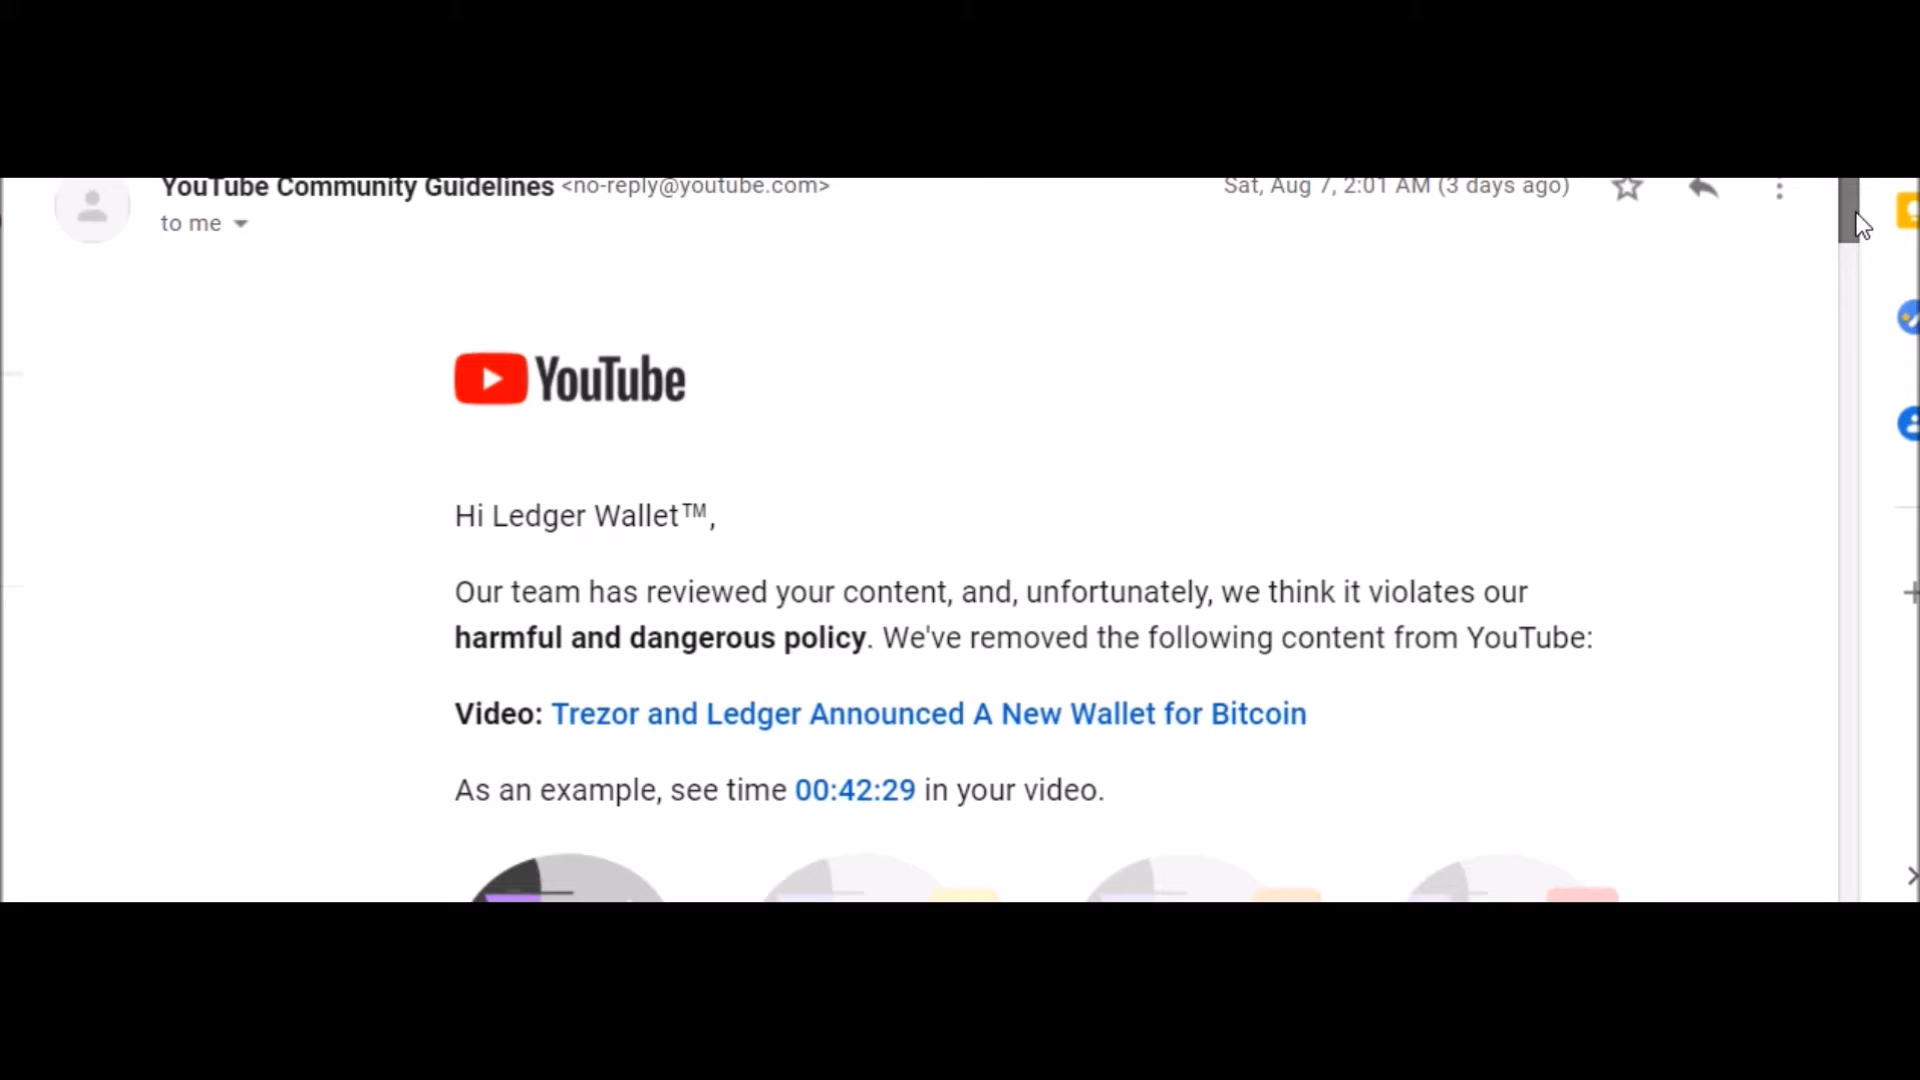 YouTube Community Guidelines <no-reply@youtube.com> Sat, Aug 7, 2:01 AM (3 days ago)
to me
YouTube
Hi Ledger Wallet™,
Our team has reviewed your content, and, unfortunately, we think it violates our
harmful and dangerous policy. We've removed the following content from YouTube:
Video: Trezor and Ledger Announced A New Wallet for Bitcoin
As an example, see time 00:42:29 in your video.